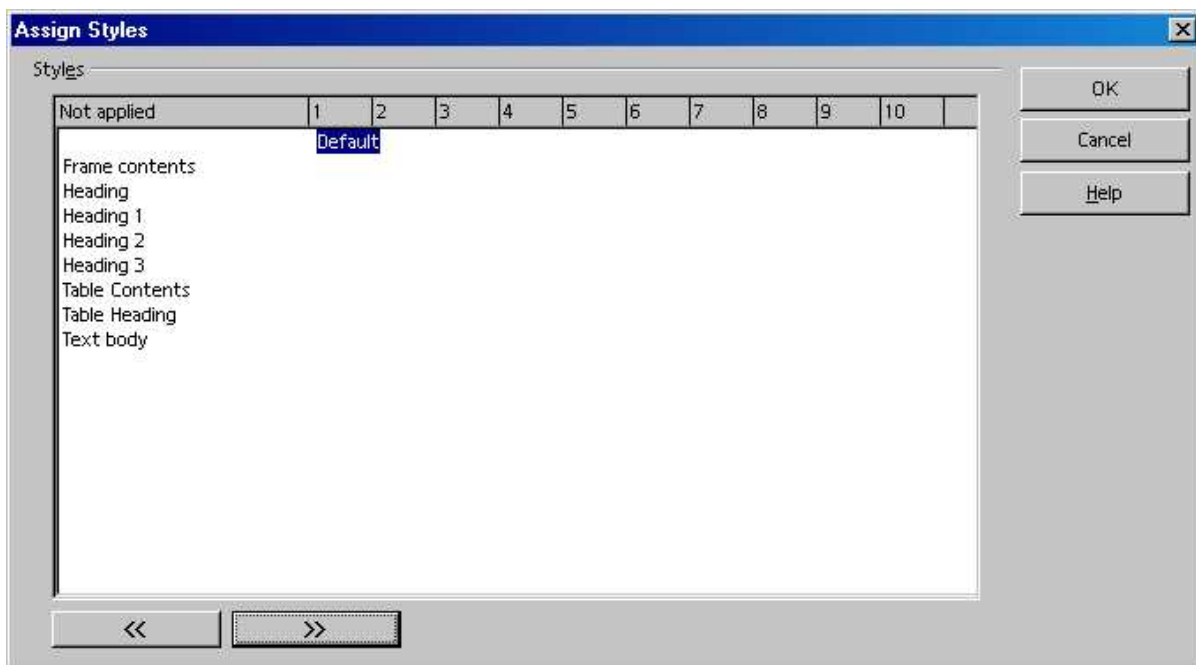 Assign Styles
Styles
OK
Not applied 1 2 3 4 5 6 7 8 9 10
Default
Cancel
Frame contents
Heading
Help
Heading 1
Heading 2
Heading 3
Table Contents
Table Heading
Text body
<< >>